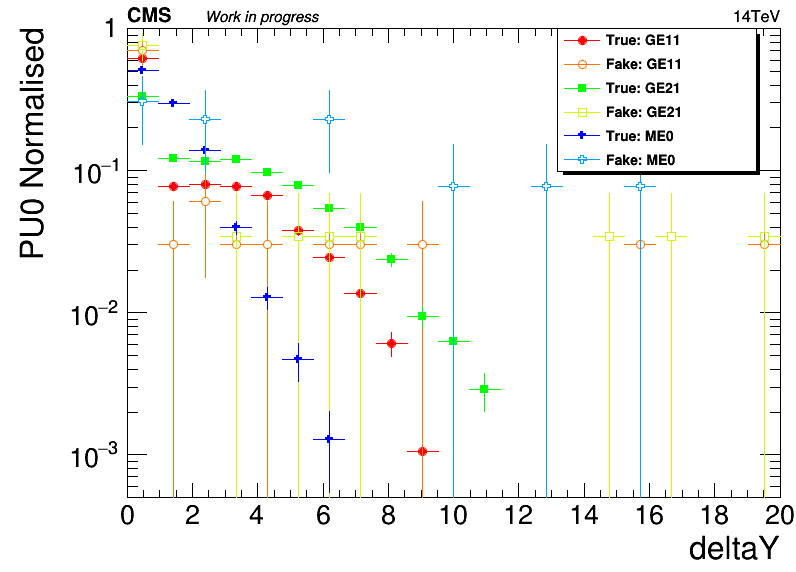 CMS Work in progress 14TeV
PU0 Normalised
1
10⁻¹
10⁻²
10⁻³
True: GE11
Fake: GE11
True: GE21
Fake: GE21
True: ME0
Fake: ME0
0 2 4 6 8 10 12 14 16 18 20
deltaY